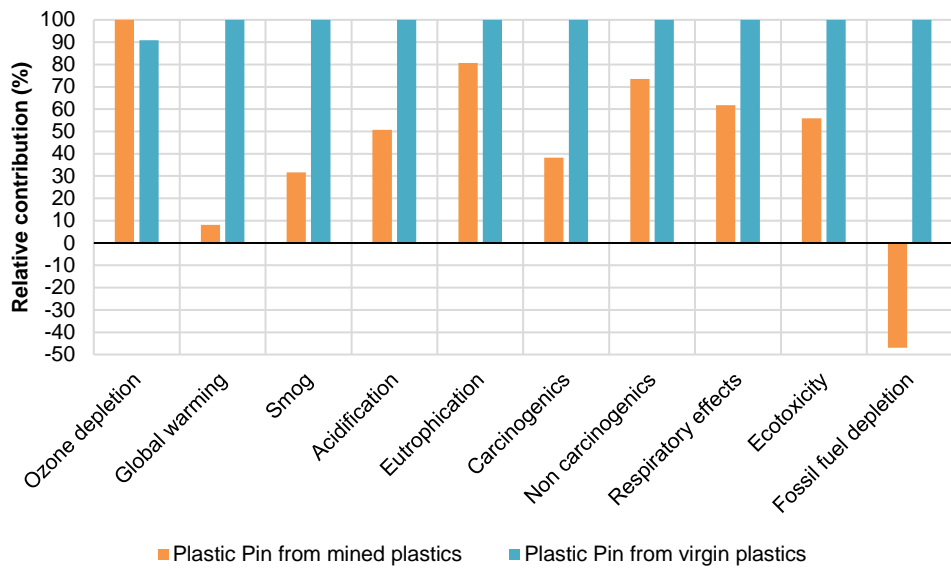 Relative contribution (%)
100
90
80
70
60
50
40
30
20
10
0
-10
-20
-30
-40
-50
Ozone depletion
Global warming
Smog
Acidification
Eutrophication
Carcinogenics
Non carcinogenics
Respiratory effects
Ecotoxicity
Fossil fuel depletion
Plastic Pin from mined plastics
Plastic Pin from virgin plastics